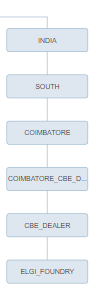 INDIA
SOUTH
COIMBATORE
COIMBATORE_CBE_D...
CBE_DEALER
ELGI_FOUNDRY